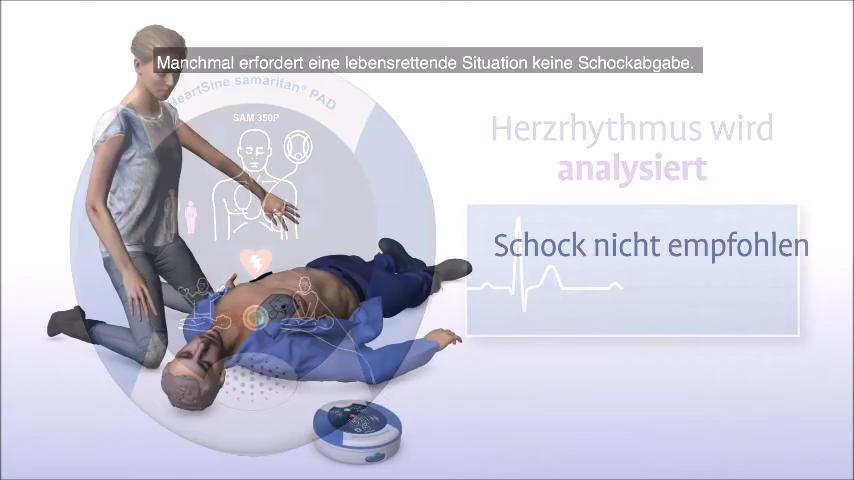 Manchmal erfordert eine lebensrettende Situation keine Schockabgabe.
HeartSine samaritan® PAD
SAM 350P
Herzrhythmus wird
analysiert
Schock nicht empfohlen